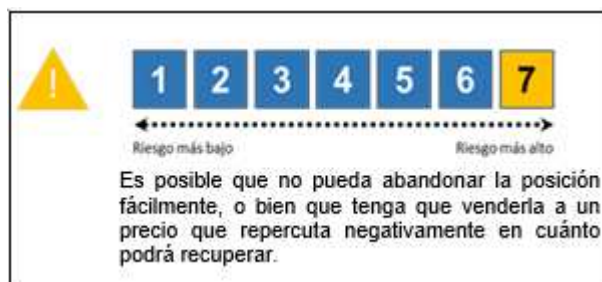 !
1 2 3 4 5 6 7
Riesgo más bajo Riesgo más alto
Es posible que no pueda abandonar la posición
fácilmente, o bien que tenga que venderla a un
precio que repercuta negativamente en cuánto
podrá recuperar.